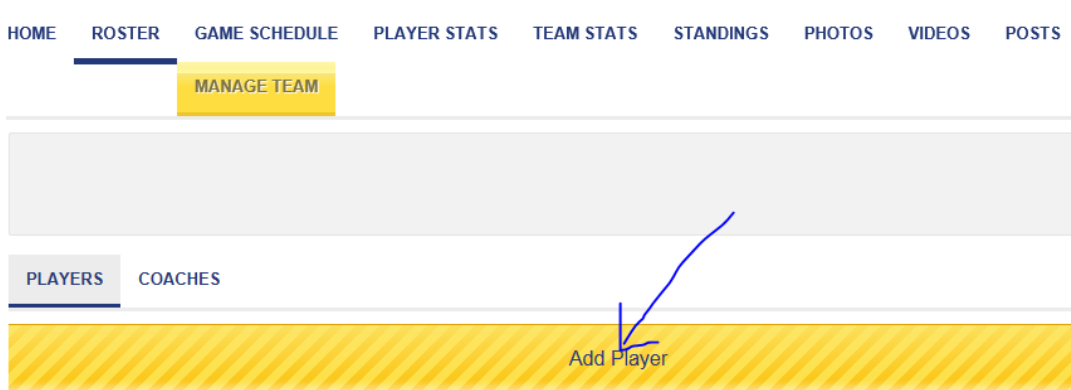 HOME ROSTER GAME SCHEDULE PLAYER STATS TEAM STATS STANDINGS PHOTOS VIDEOS POSTS
MANAGE TEAM
PLAYERS COACHES
Add Player